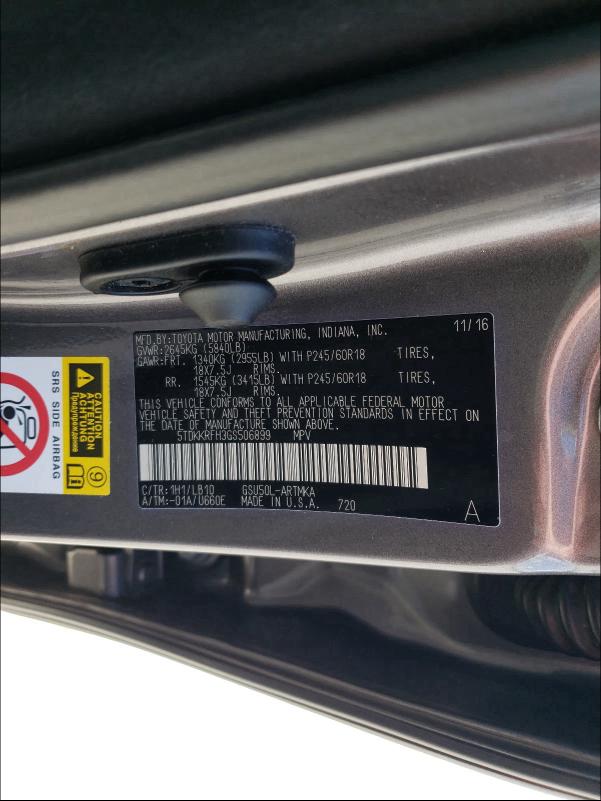 MFD.BY:TOYOTA MOTOR MANUFACTURING, INDIANA, INC. 11/16
GVWR:2645KG (5840LB)
GAWR:FRT. 1340KG (2955LB) WITH P245/60R18 TIRES,
18X7.5J RIMS.
RR. 1545KG (3415LB) WITH P245/60R18 TIRES,
18X7.5J RIMS.
THIS VEHICLE CONFORMS TO ALL APPLICABLE FEDERAL MOTOR
VEHICLE SAFETY AND THEFT PREVENTION STANDARDS IN EFFECT ON
THE DATE OF MANUFACTURE SHOWN ABOVE.
5TDKKRFH3GS506899 MPV
C/TR:1H1/LB10 GSU50L-ARTMKA
A/TM:-01A/U660E MADE IN U.S.A. 720
A
CAUTION
ATTENTION
ACHTUNG
Предупреждение
9
SRS SIDE AIRBAG